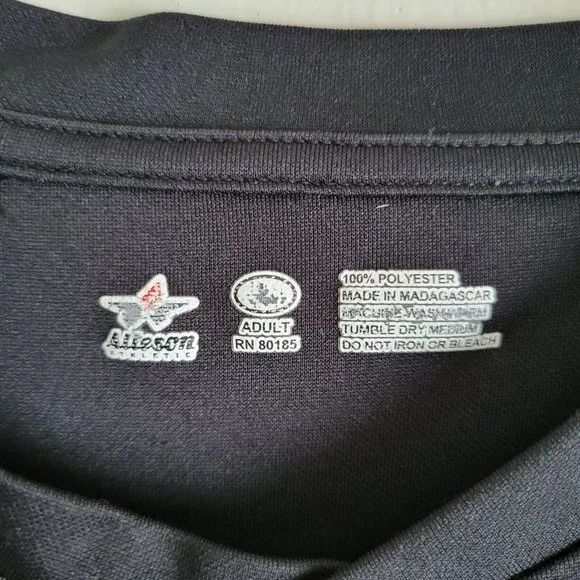 Alleson
ATHLETIC
ADULT
RN 80185
100% POLYESTER
MADE IN MADAGASCAR
MACHINE WASH WARM
TUMBLE DRY MEDIUM
DO NOT IRON OR BLEACH